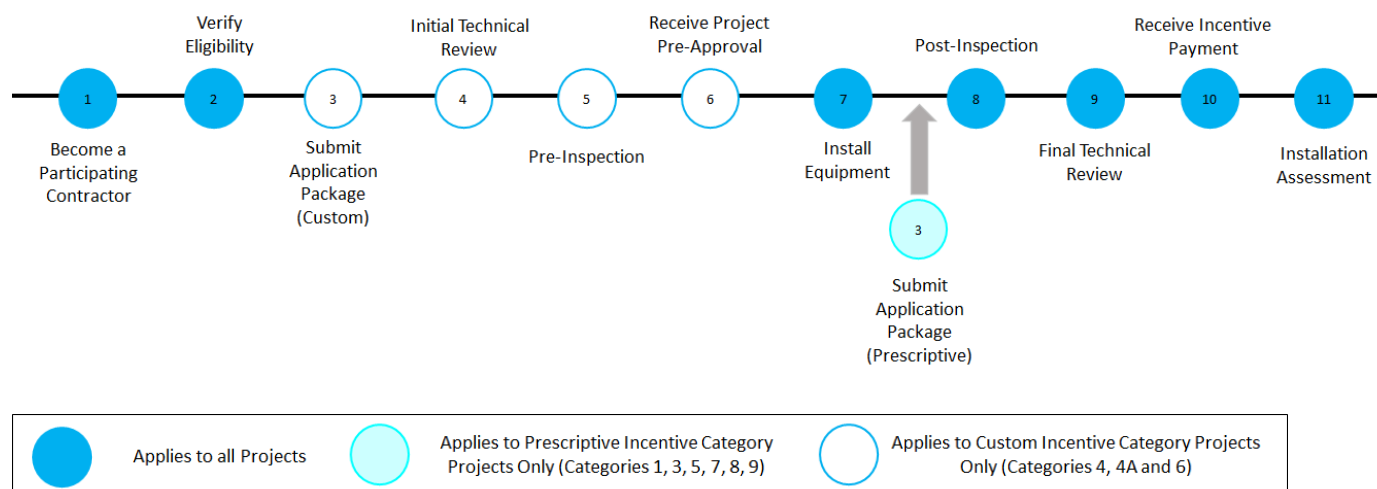 Verify
Eligibility
Initial Technical
Review
Receive Project
Pre-Approval
Post-Inspection
Receive Incentive
Payment
1
2
3
4
5
6
7
8
9
10
11
Become a
Participating
Contractor
Submit
Application
Package
(Custom)
Pre-Inspection
Install
Equipment
Final Technical
Review
Installation
Assessment
3
Submit
Application
Package
(Prescriptive)
Applies to all Projects
Applies to Prescriptive Incentive Category
Projects Only (Categories 1, 3, 5, 7, 8, 9)
Applies to Custom Incentive Category Projects
Only (Categories 4, 4A and 6)